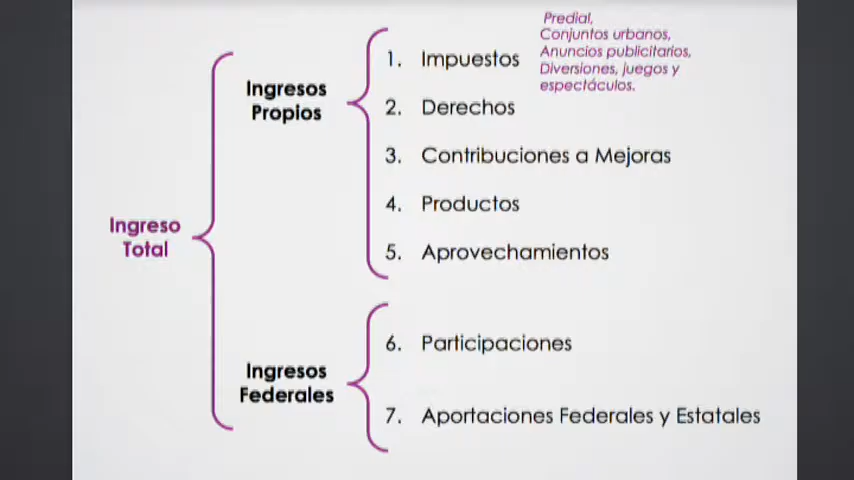 Predial,
Conjuntos urbanos,
Anuncios publicitarios,
Diversiones, juegos y
espectáculos.
Ingreso
Total
Ingresos
Propios
1. Impuestos
2. Derechos
3. Contribuciones a Mejoras
4. Productos
5. Aprovechamientos
Ingresos
Federales
6. Participaciones
7. Aportaciones Federales y Estatales